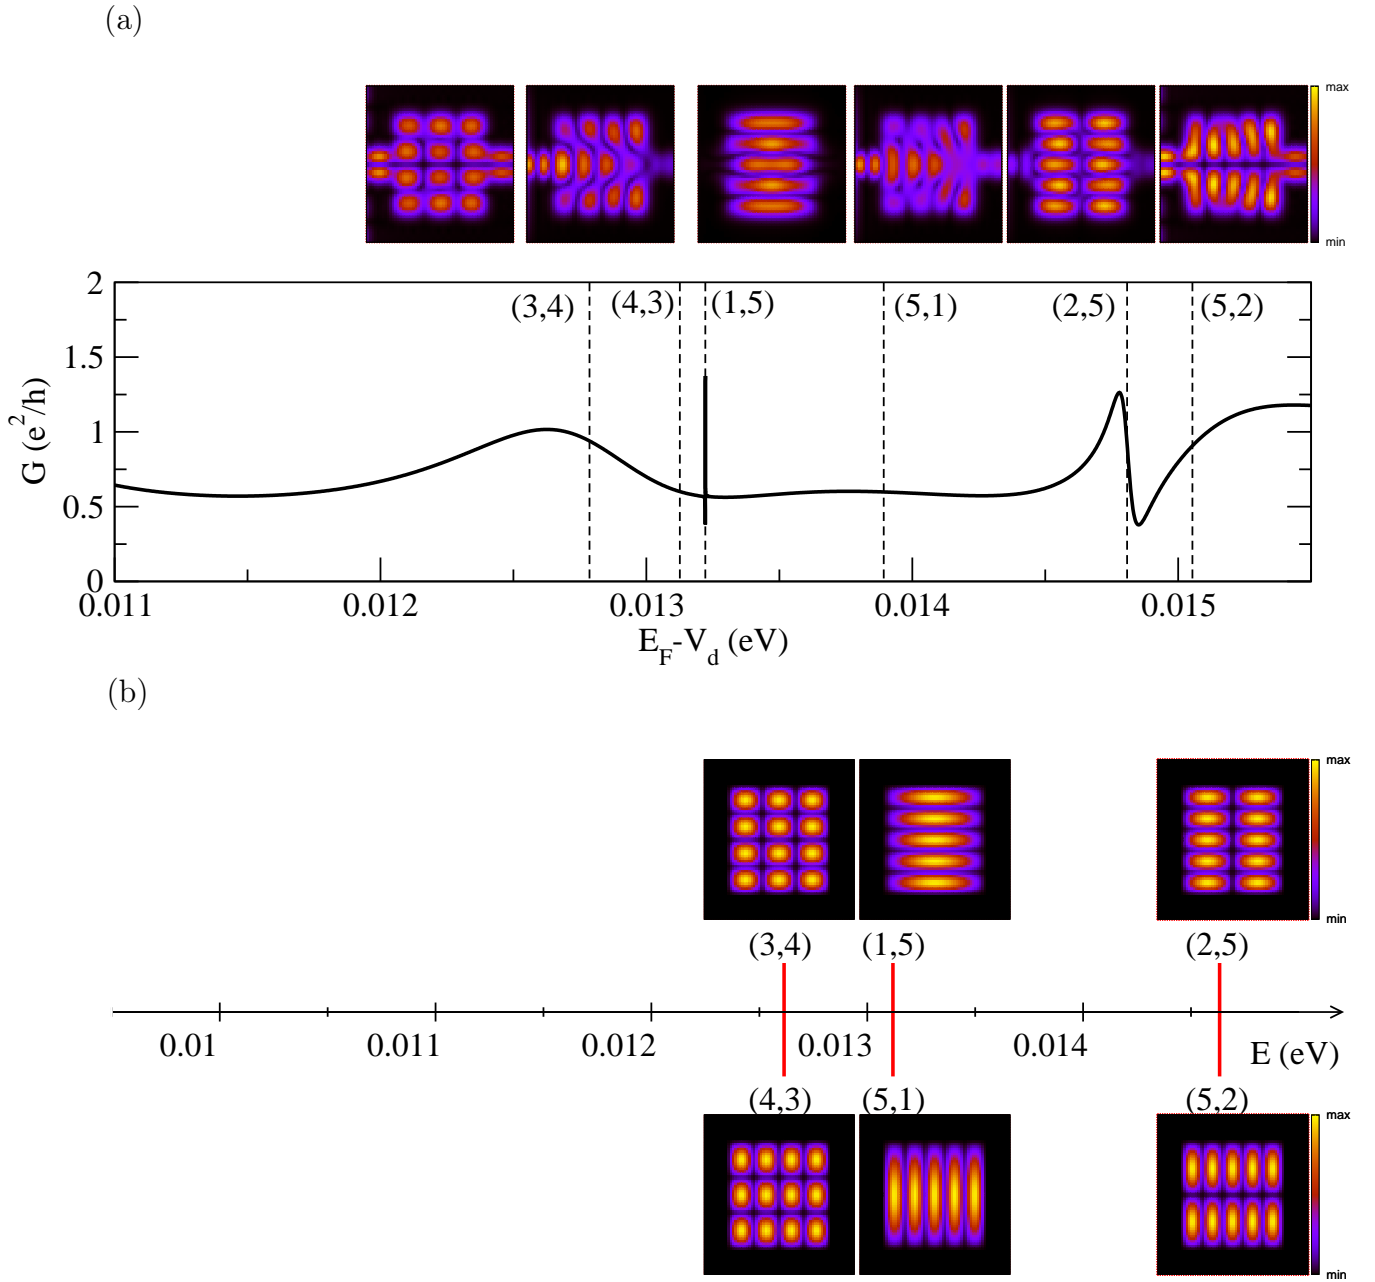 (a)
max
min
2
1.5
1
0.5
0
G (e²/h)
(3,4) (4,3) (1,5) (5,1) (2,5) (5,2)
0.011 0.012 0.013 0.014 0.015
E_F-V_d (eV)
(b)
max
min
(3,4) (1,5) (2,5)
0.01 0.011 0.012 0.013 0.014 E (eV)
(4,3) (5,1) (5,2)
max
min